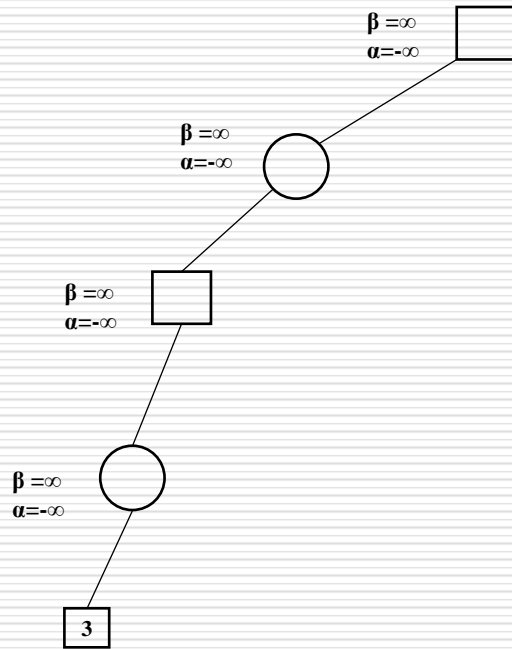 β =∞
α=-∞
β =∞
α=-∞
β =∞
α=-∞
β =∞
α=-∞
3